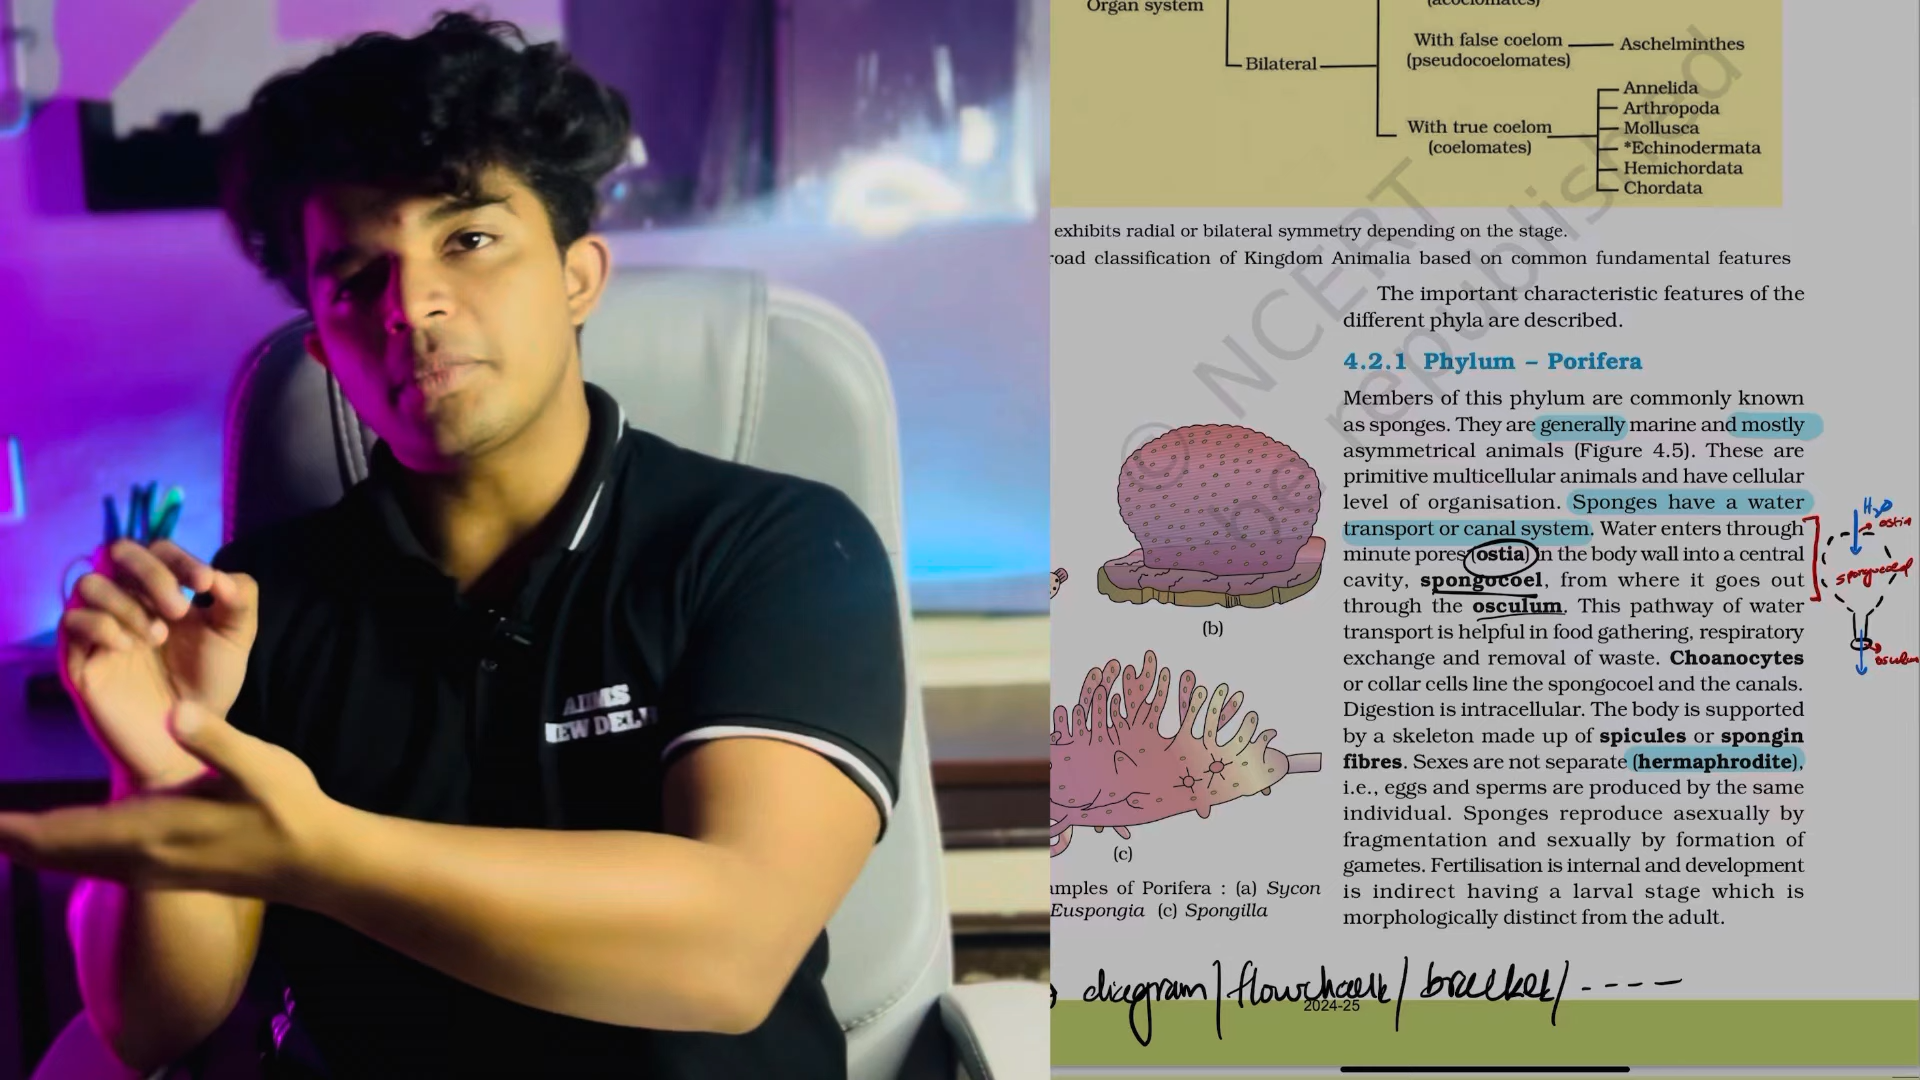 AIIMS
NEW DELHI
Organ system
(acoelomates)
With false coelom
(pseudocoelomates)
Aschelminthes
Bilateral
Annelida
Arthropoda
With true coelom
(coelomates)
Mollusca
*Echinodermata
Hemichordata
Chordata
exhibits radial or bilateral symmetry depending on the stage.
road classification of Kingdom Animalia based on common fundamental features
The important characteristic features of the
different phyla are described.
4.2.1 Phylum – Porifera
Members of this phylum are commonly known
as sponges. They are generally marine and mostly
asymmetrical animals (Figure 4.5). These are
primitive multicellular animals and have cellular
level of organisation. Sponges have a water
transport or canal system. Water enters through
minute pores (ostia) in the body wall into a central
cavity, spongocoel, from where it goes out
through the osculum. This pathway of water
transport is helpful in food gathering, respiratory
exchange and removal of waste. Choanocytes
or collar cells line the spongocoel and the canals.
Digestion is intracellular. The body is supported
by a skeleton made up of spicules or spongin
fibres. Sexes are not separate (hermaphrodite),
i.e., eggs and sperms are produced by the same
individual. Sponges reproduce asexually by
fragmentation and sexually by formation of
gametes. Fertilisation is internal and development
is indirect having a larval stage which is
morphologically distinct from the adult.
H₂O
ostia
spongocoel
osculum
(b)
(c)
amples of Porifera : (a) Sycon
Euspongia (c) Spongilla
diagram/flowchart/bracket/----
2024-25
© NCERT
be republished